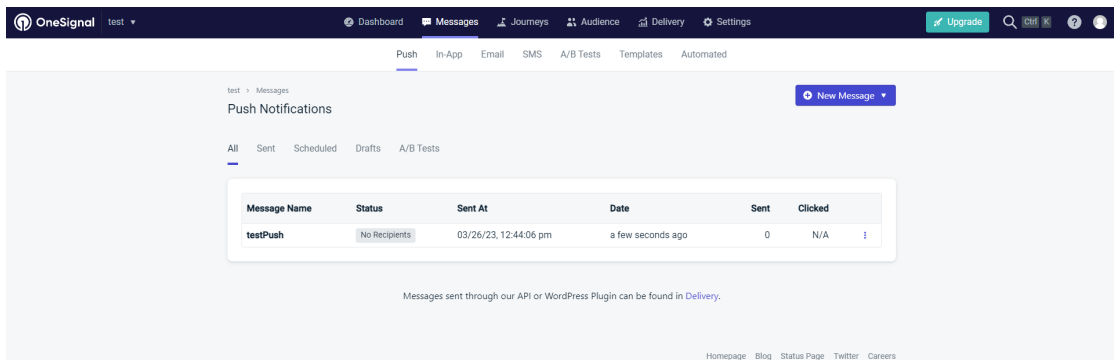 OneSignal test Dashboard Messages Journeys Audience Delivery Settings Upgrade Ctrl K ?
Push In-App Email SMS A/B Tests Templates Automated
test > Messages
Push Notifications
New Message
All Sent Scheduled Drafts A/B Tests
Message Name Status Sent At Date Sent Clicked
testPush No Recipients 03/26/23, 12:44:06 pm a few seconds ago 0 N/A
Messages sent through our API or WordPress Plugin can be found in Delivery.
Homepage Blog Status Page Twitter Careers